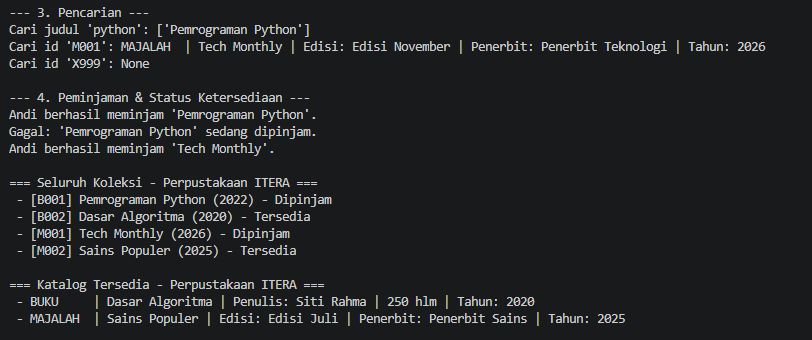 --- 3. Pencarian ---
Cari judul 'python': ['Pemrograman Python']
Cari id 'M001': MAJALAH  | Tech Monthly | Edisi: Edisi November | Penerbit: Penerbit Teknologi | Tahun: 2026
Cari id 'X999': None

--- 4. Peminjaman & Status Ketersediaan ---
Andi berhasil meminjam 'Pemrograman Python'.
Gagal: 'Pemrograman Python' sedang dipinjam.
Andi berhasil meminjam 'Tech Monthly'.

=== Seluruh Koleksi - Perpustakaan ITERA ===
 - [B001] Pemrograman Python (2022) - Dipinjam
 - [B002] Dasar Algoritma (2020) - Tersedia
 - [M001] Tech Monthly (2026) - Dipinjam
 - [M002] Sains Populer (2025) - Tersedia

=== Katalog Tersedia - Perpustakaan ITERA ===
 - BUKU     | Dasar Algoritma | Penulis: Siti Rahma | 250 hlm | Tahun: 2020
 - MAJALAH  | Sains Populer | Edisi: Edisi Juli | Penerbit: Penerbit Sains | Tahun: 2025